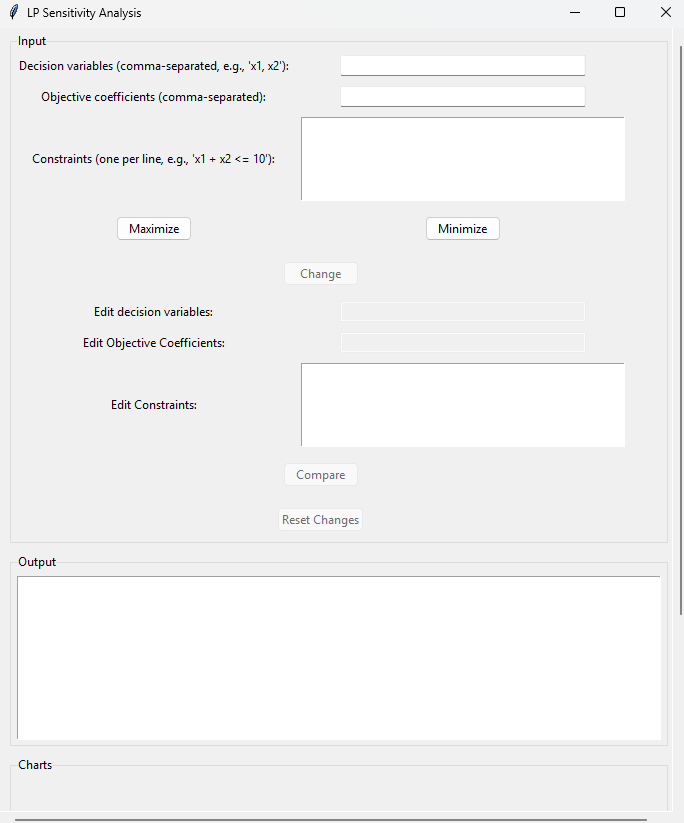 LP Sensitivity Analysis
Input
Decision variables (comma-separated, e.g., 'x1, x2'):
Objective coefficients (comma-separated):
Constraints (one per line, e.g., 'x1 + x2 <= 10'):
Maximize
Minimize
Change
Edit decision variables:
Edit Objective Coefficients:
Edit Constraints:
Compare
Reset Changes
Output
Charts